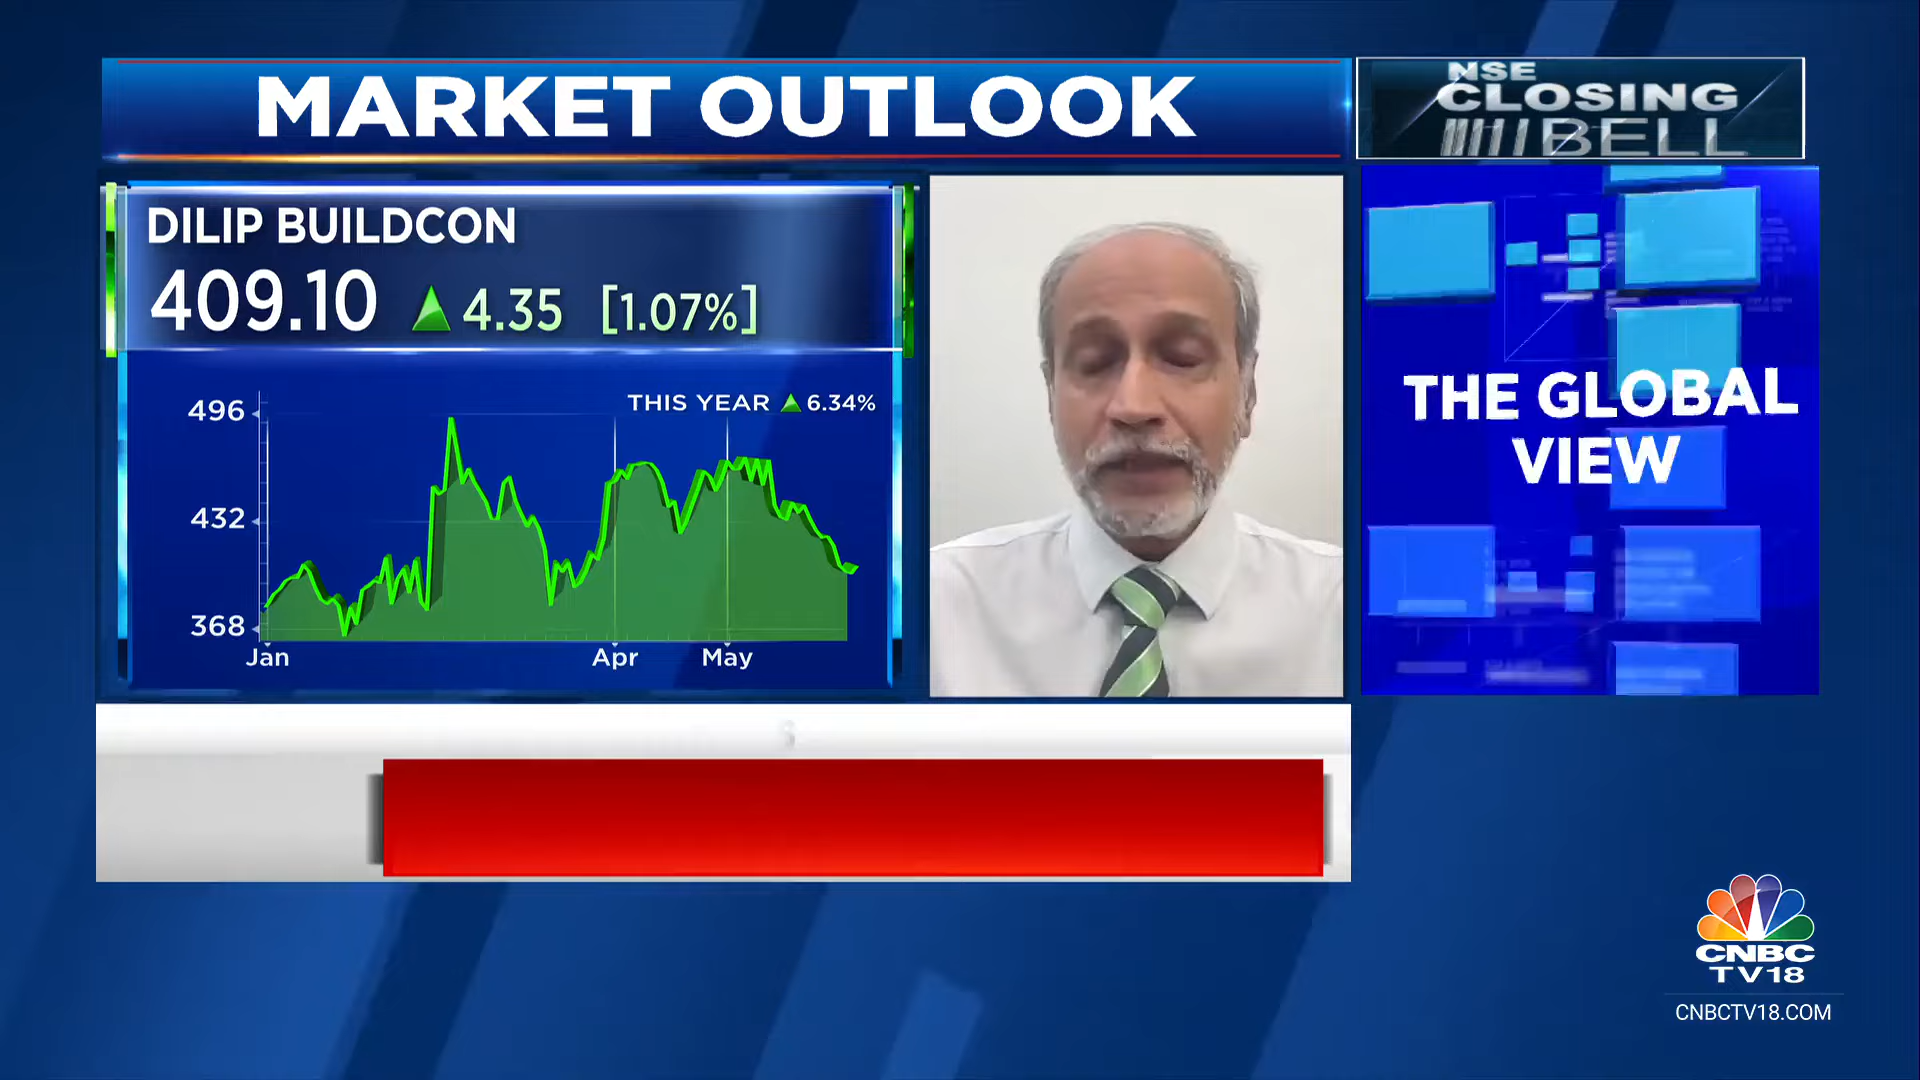 MARKET OUTLOOK
NSE
CLOSING
BELL
DILIP BUILDCON
409.10 ▲ 4.35 [1.07%]
THIS YEAR ▲ 6.34%
496
432
368
Jan Apr May
THE GLOBAL
VIEW
CNBC
TV18
CNBCTV18.COM